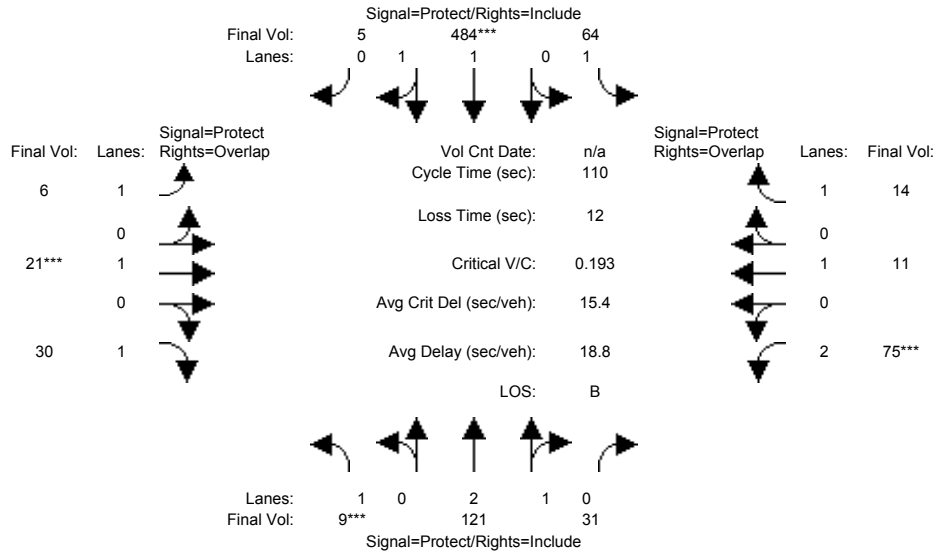 Signal=Protect/Rights=Include
Final Vol: 5 484*** 64
Lanes: 0 1 1 0 1
Signal=Protect
Final Vol: Lanes: Rights=Overlap
Vol Cnt Date: n/a
Signal=Protect
Rights=Overlap Lanes: Final Vol:
Cycle Time (sec): 110
6 1
1 14
Loss Time (sec): 12
0
0
21*** 1
Critical V/C: 0.193
1 11
0
Avg Crit Del (sec/veh): 15.4
0
30 1
Avg Delay (sec/veh): 18.8
2 75***
LOS: B
Lanes: 1 0 2 1 0
Final Vol: 9*** 121 31
Signal=Protect/Rights=Include